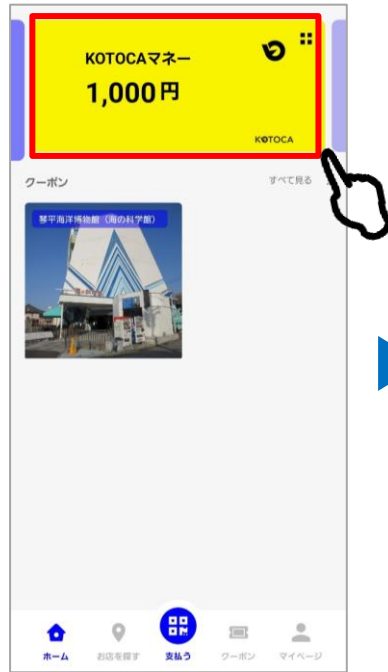 KOTOCAマネー
1,000円
KOTOCA
クーポン
すべて見る
琴平海洋博物館（海の科学館）
ホーム
お店を探す
支払う
クーポン
マイページ